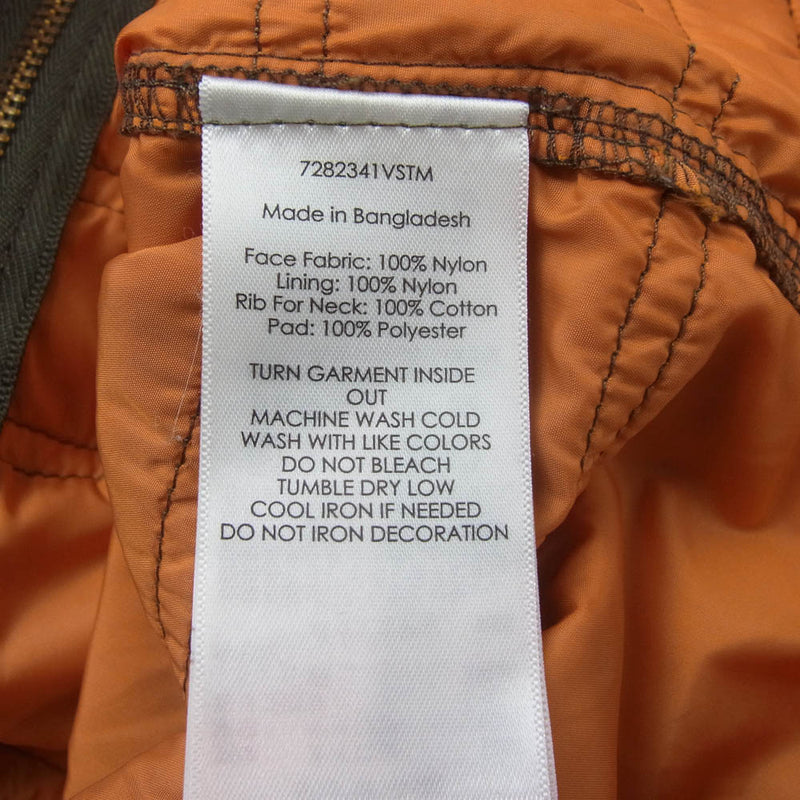 7282341VSTM
Made in Bangladesh
Face Fabric: 100% Nylon
Lining: 100% Nylon
Rib For Neck: 100% Cotton
Pad: 100% Polyester
TURN GARMENT INSIDE
OUT
MACHINE WASH COLD
WASH WITH LIKE COLORS
DO NOT BLEACH
TUMBLE DRY LOW
COOL IRON IF NEEDED
DO NOT IRON DECORATION